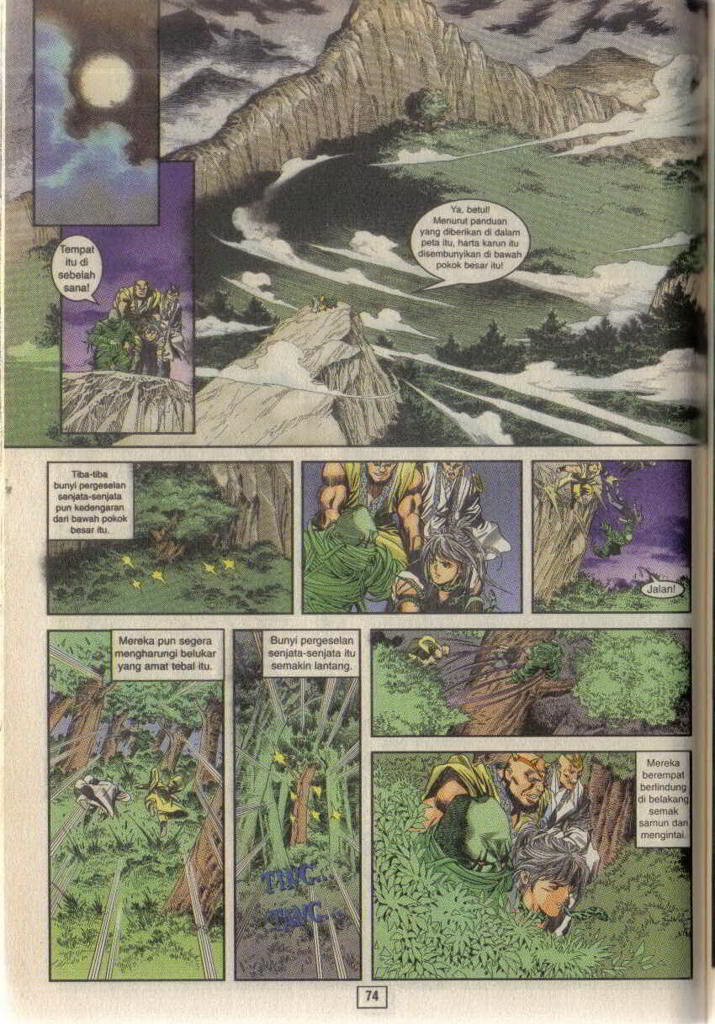 Tempat
itu di
sebelah
sana!
Ya, betul!
Menurut panduan
yang diberikan di dalam
peta itu, harta karun itu
disembunyikan di bawah
pokok besar itu!
Tiba-tiba
bunyi pergeselan
senjata-senjata
pun kedengaran
dari bawah pokok
besar itu.
Jalan!
Mereka pun segera
mengharungi belukar
yang amat tebal itu.
Bunyi pergeselan
senjata-senjata itu
semakin lantang.
TING...
TANG...
Mereka
berempat
berlindung
di belakang
semak
samun dan
mengintai.
74